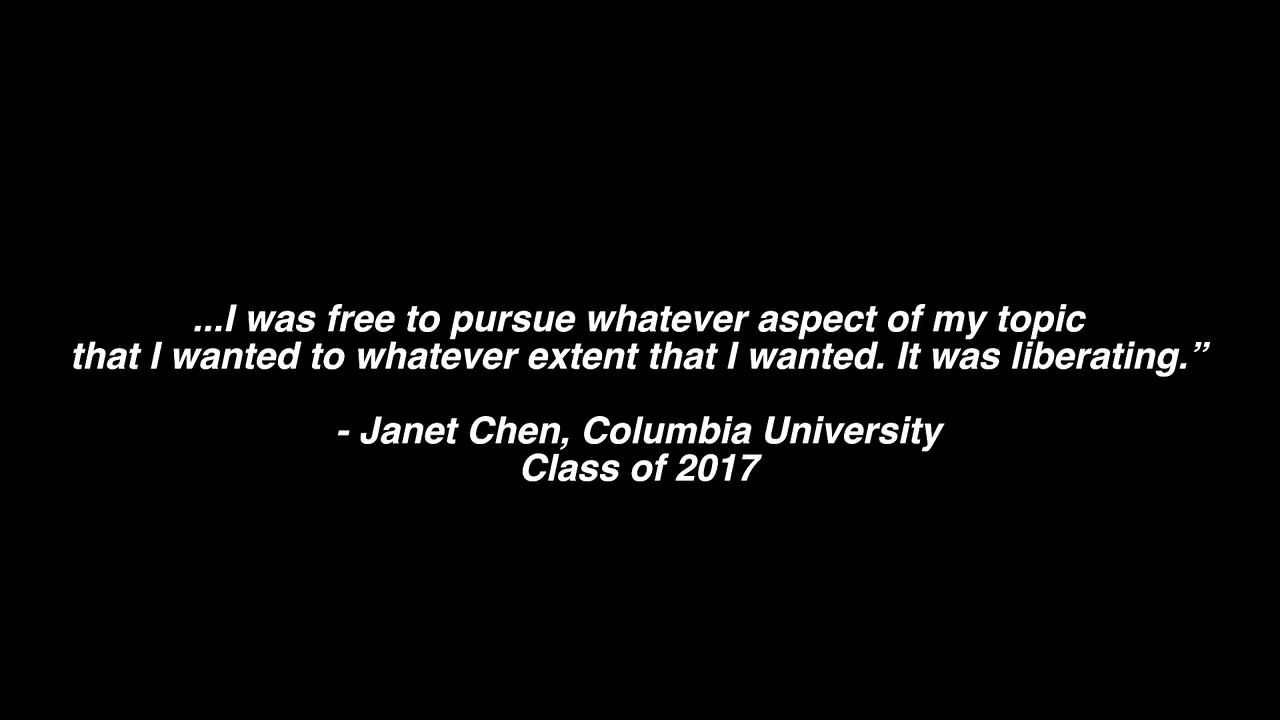 ...I was free to pursue whatever aspect of my topic
that I wanted to whatever extent that I wanted. It was liberating.”
- Janet Chen, Columbia University
Class of 2017